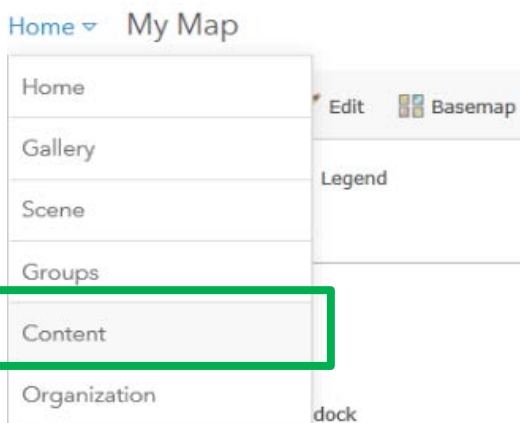 Home ▿ My Map
Home
Edit Basemap
Gallery
Legend
Scene
Groups
Content
Organization
dock